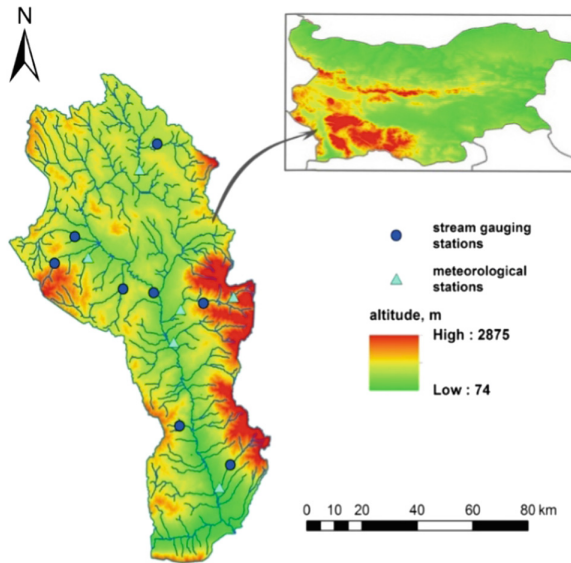 N
stream gauging
stations
meteorological
stations
altitude, m
High : 2875
Low : 74
0 10 20 40 60 80 km